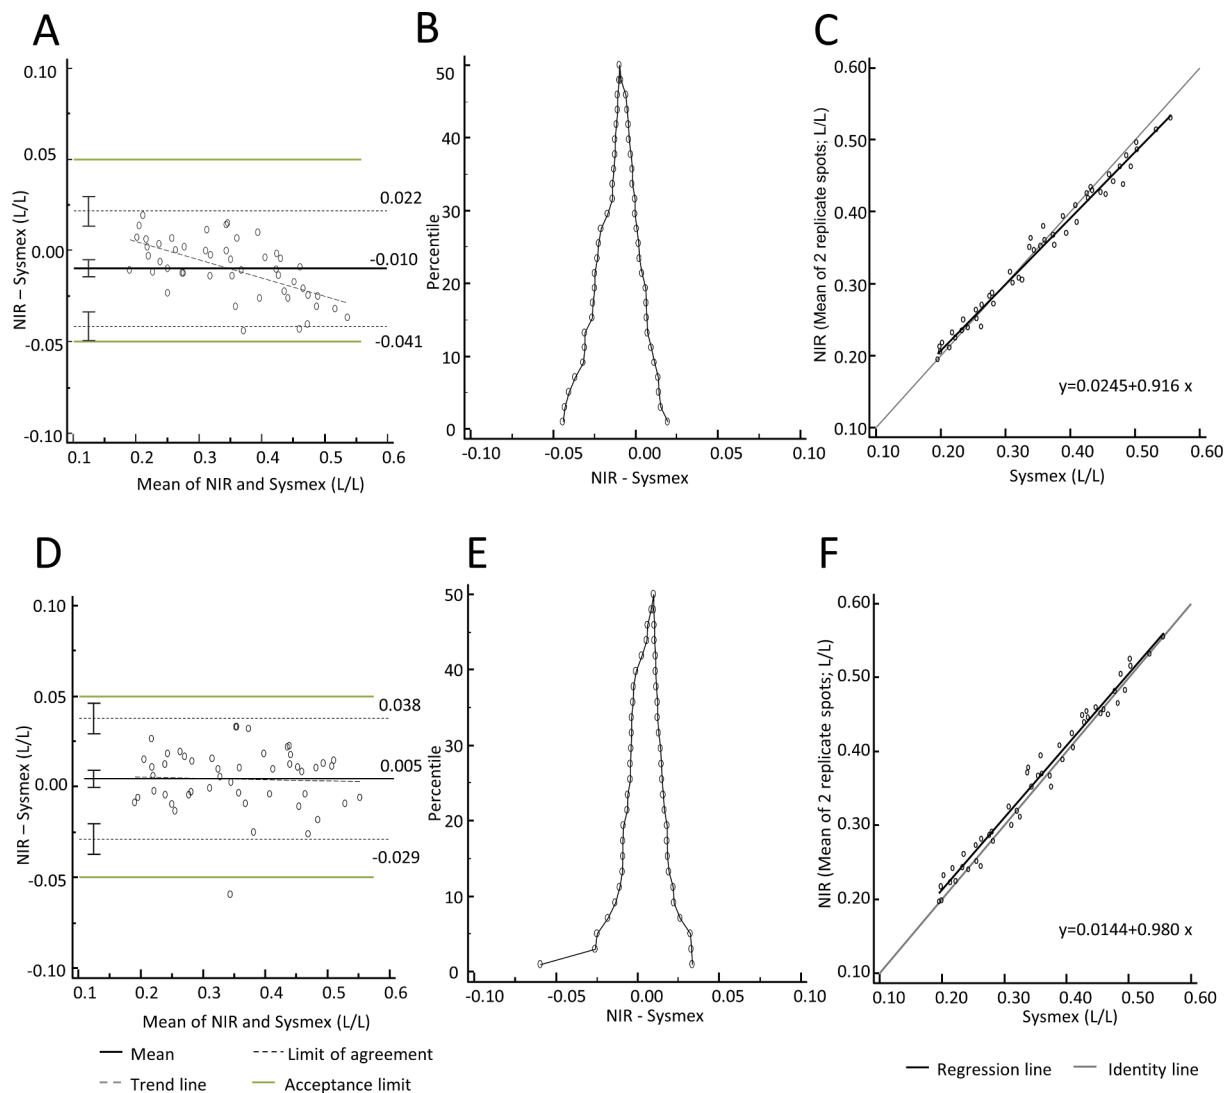 A
0.10
0.05
0.00
-0.05
-0.10
NIR – Sysmex (L/L)
0.022
-0.010
-0.041
0.1 0.2 0.3 0.4 0.5 0.6
Mean of NIR and Sysmex (L/L)
B
50
40
30
20
10
0
Percentile
-0.10 -0.05 0.00 0.05 0.10
NIR - Sysmex
C
0.60
0.50
0.40
0.30
0.20
0.10
NIR (Mean of 2 replicate spots; L/L)
y=0.0245+0.916 x
0.10 0.20 0.30 0.40 0.50 0.60
Sysmex (L/L)
D
0.10
0.05
0.00
-0.05
-0.10
NIR – Sysmex (L/L)
0.038
0.005
-0.029
0.1 0.2 0.3 0.4 0.5 0.6
Mean of NIR and Sysmex (L/L)
E
50
40
30
20
10
0
Percentile
-0.10 -0.05 0.00 0.05 0.10
NIR - Sysmex
F
0.60
0.50
0.40
0.30
0.20
0.10
NIR (Mean of 2 replicate spots; L/L)
y=0.0144+0.980 x
0.10 0.20 0.30 0.40 0.50 0.60
Sysmex (L/L)
Mean Limit of agreement
Trend line Acceptance limit
Regression line Identity line